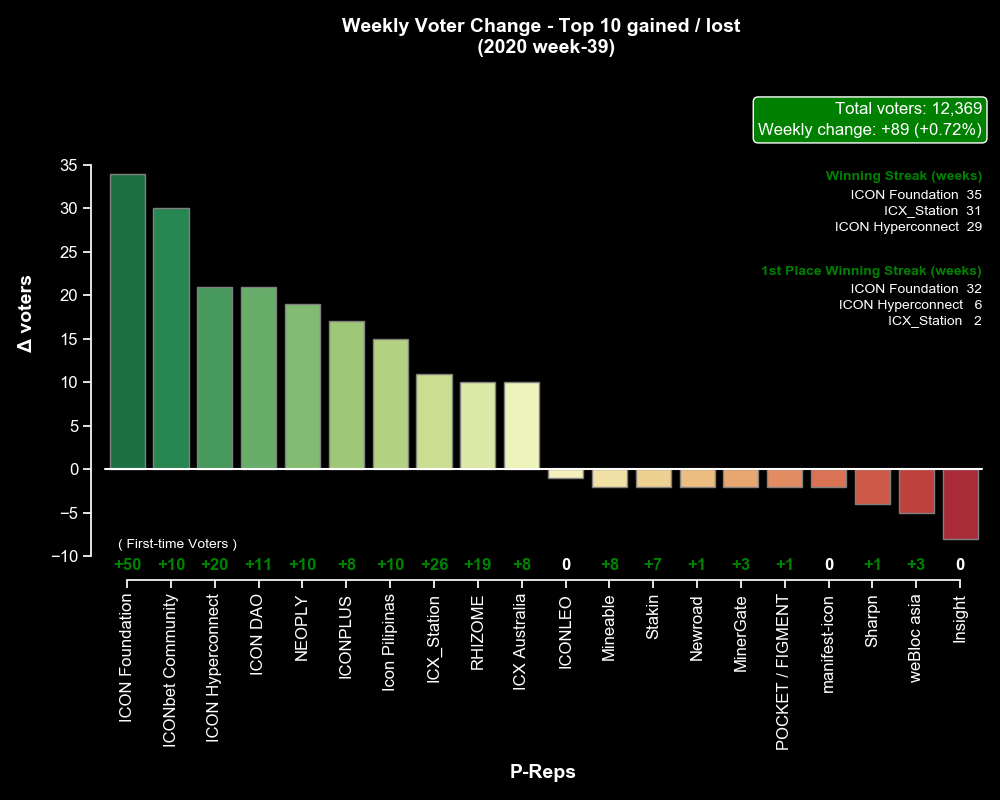 Weekly Voter Change - Top 10 gained / lost
(2020 week-39)
Total voters: 12,369
Weekly change: +89 (+0.72%)
Winning Streak (weeks)
ICON Foundation 35
ICX_Station 31
ICON Hyperconnect 29
1st Place Winning Streak (weeks)
ICON Foundation 32
ICON Hyperconnect 6
ICX_Station 2
Δ voters
35
30
25
20
15
10
5
0
−5
−10
( First-time Voters )
+50 +10 +20 +11 +10 +8 +10 +26 +19 +8 0 +8 +7 +1 +3 +1 0 +1 +3 0
ICON Foundation
ICONbet Community
ICON Hyperconnect
ICON DAO
NEOPLY
ICONPLUS
Icon Pilipinas
ICX_Station
RHIZOME
ICX Australia
ICONLEO
Mineable
Stakin
Newroad
MinerGate
POCKET / FIGMENT
manifest-icon
Sharpn
weBloc asia
Insight
P-Reps